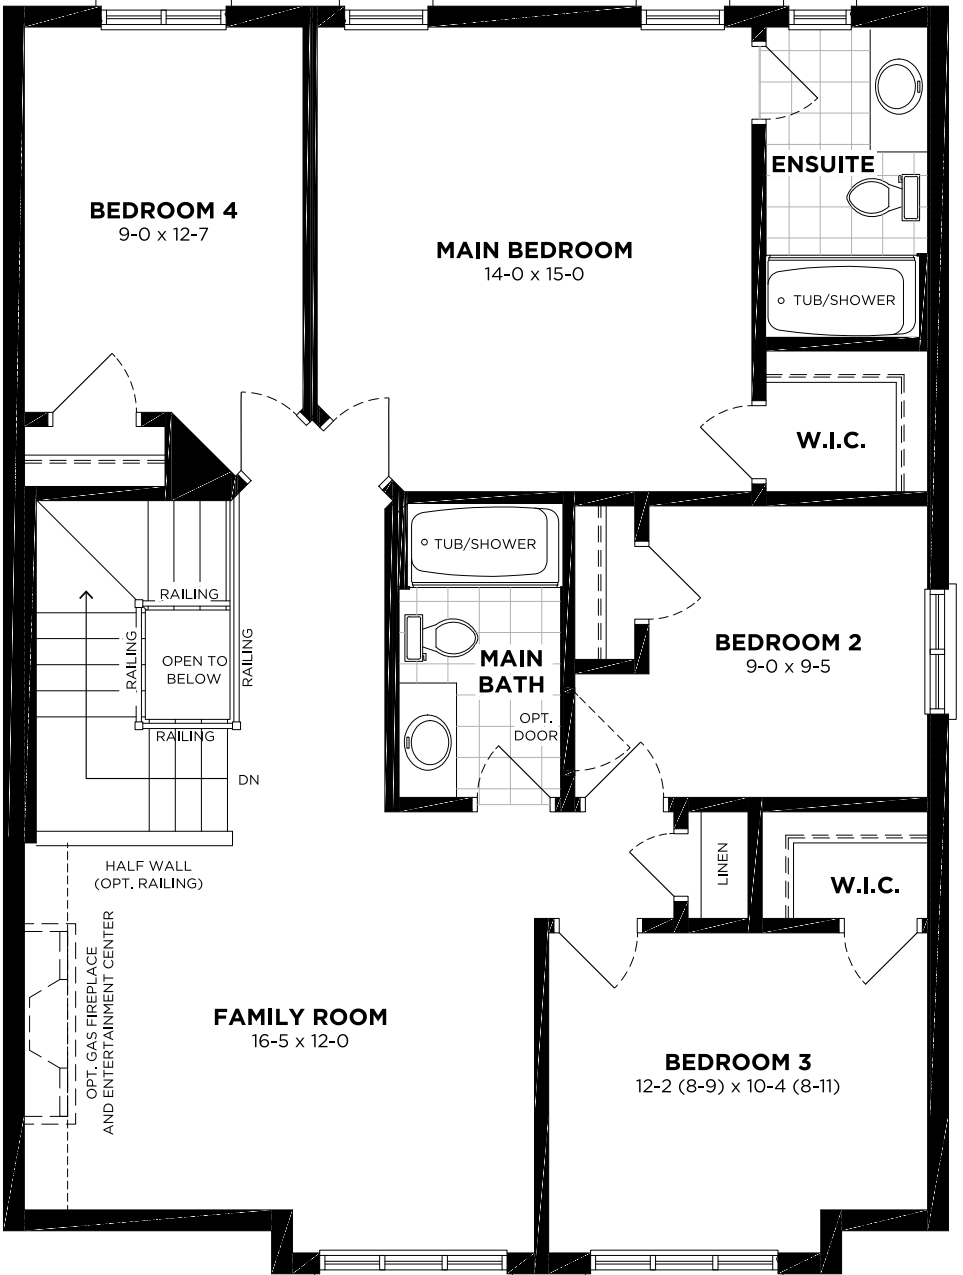 BEDROOM 4
9-0 x 12-7
MAIN BEDROOM
14-0 x 15-0
ENSUITE
TUB/SHOWER
W.I.C.
TUB/SHOWER
MAIN
BATH
OPT.
DOOR
BEDROOM 2
9-0 x 9-5
RAILING
RAILING
OPEN TO
BELOW
RAILING
RAILING
DN
HALF WALL
(OPT. RAILING)
LINEN
W.I.C.
OPT. GAS FIREPLACE
AND ENTERTAINMENT CENTER
FAMILY ROOM
16-5 x 12-0
BEDROOM 3
12-2 (8-9) x 10-4 (8-11)